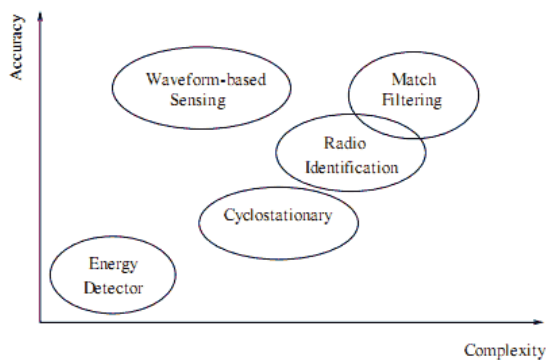 Accuracy
Waveform-based
Sensing
Match
Filtering
Radio
Identification
Cyclostationary
Energy
Detector
Complexity